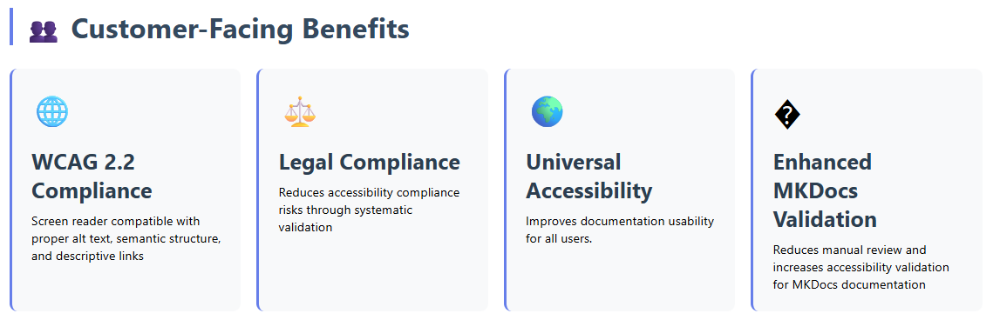 Customer-Facing Benefits
WCAG 2.2
Compliance
Screen reader compatible with
proper alt text, semantic structure,
and descriptive links
Legal Compliance
Reduces accessibility compliance
risks through systematic
validation
Universal
Accessibility
Improves documentation usability
for all users.
�
Enhanced
MKDocs
Validation
Reduces manual review and
increases accessibility validation
for MKDocs documentation